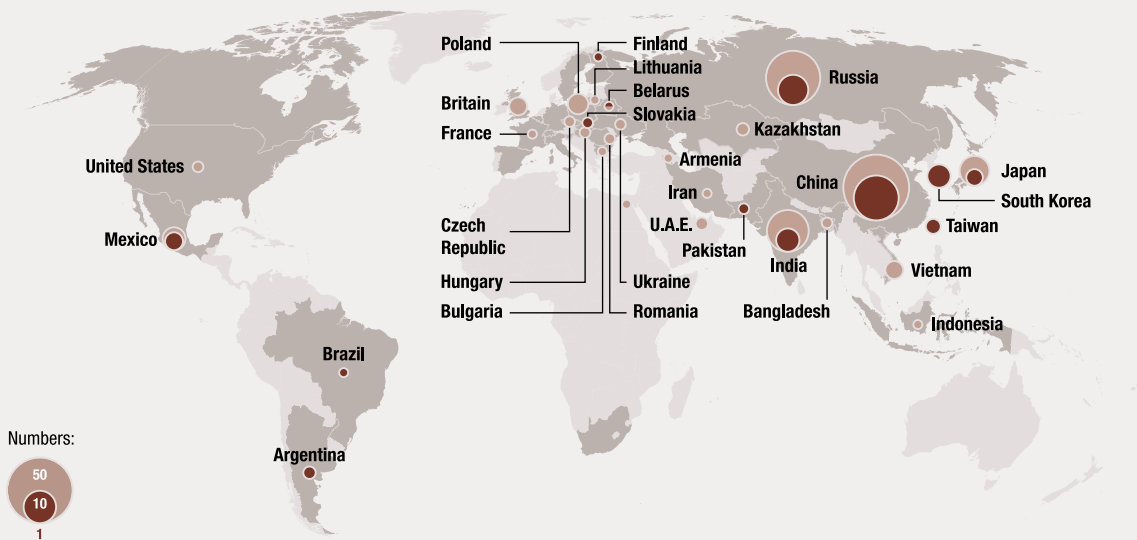 Poland
Finland
Lithuania
Belarus
Slovakia
Russia
Britain
France
Kazakhstan
United States
Armenia
Iran
China
Japan
South Korea
Mexico
Czech
Republic
U.A.E.
Pakistan
India
Taiwan
Hungary
Ukraine
Vietnam
Bulgaria
Romania
Bangladesh
Indonesia
Brazil
Argentina
Numbers:
50
10
1